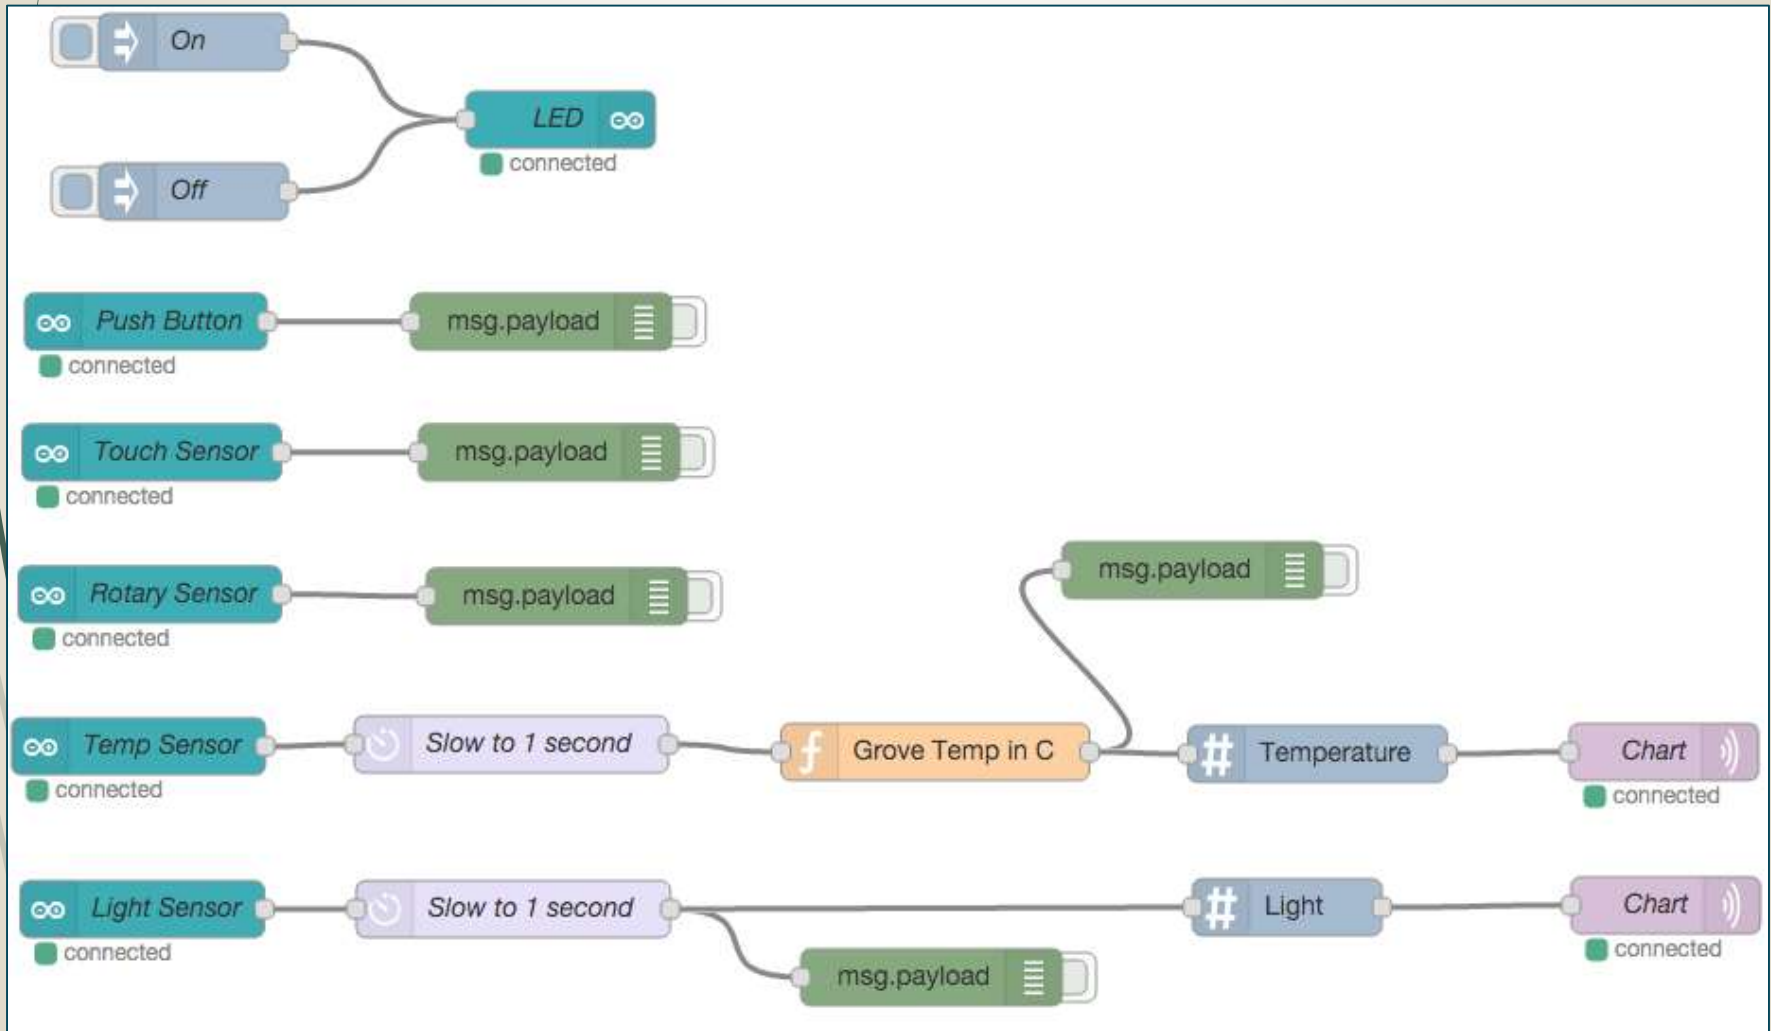 On
LED
connected
Off
Push Button
msg.payload
connected
Touch Sensor
msg.payload
connected
msg.payload
Rotary Sensor
msg.payload
connected
Temp Sensor
Slow to 1 second
Grove Temp in C
Temperature
Chart
connected
connected
Light Sensor
Slow to 1 second
Light
Chart
connected
connected
msg.payload